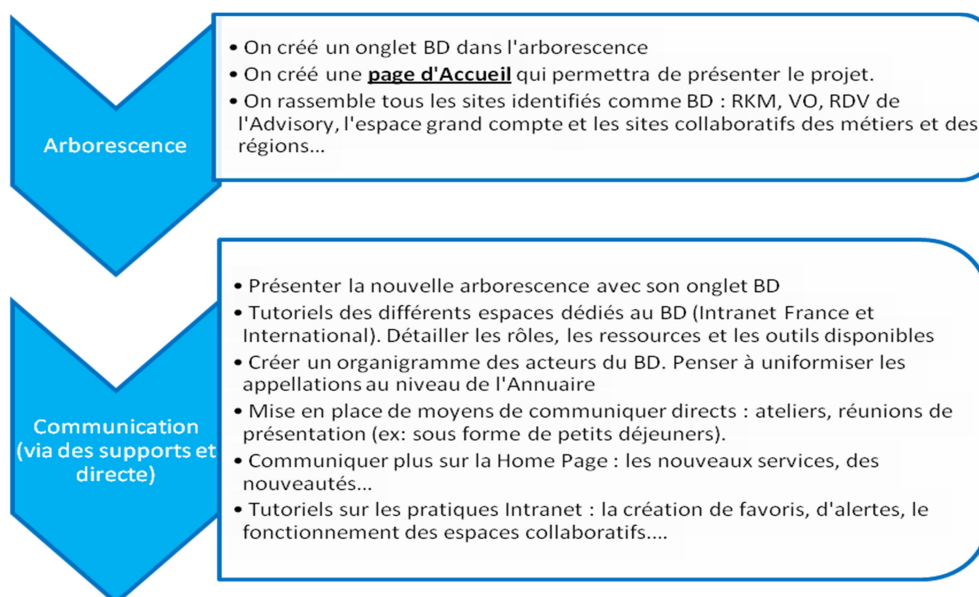 Arborescence
• On créé un onglet BD dans l'arborescence
• On créé une page d'Accueil qui permettra de présenter le projet.
• On rassemble tous les sites identifiés comme BD : RKM, VO, RDV de
l'Advisory, l'espace grand compte et les sites collaboratifs des métiers et des
régions...
Communication
(via des supports et
directe)
• Présenter la nouvelle arborescence avec son onglet BD
• Tutoriels des différents espaces dédiés au BD (Intranet France et
International). Détailler les rôles, les ressources et les outils disponibles
• Créer un organigramme des acteurs du BD. Penser à uniformiser les
appellations au niveau de l'Annuaire
• Mise en place de moyens de communiquer directs : ateliers, réunions de
présentation (ex: sous forme de petits déjeuners).
• Communiquer plus sur la Home Page : les nouveaux services, des
nouveautés...
• Tutoriels sur les pratiques Intranet : la création de favoris, d'alertes, le
fonctionnement des espaces collaboratifs....